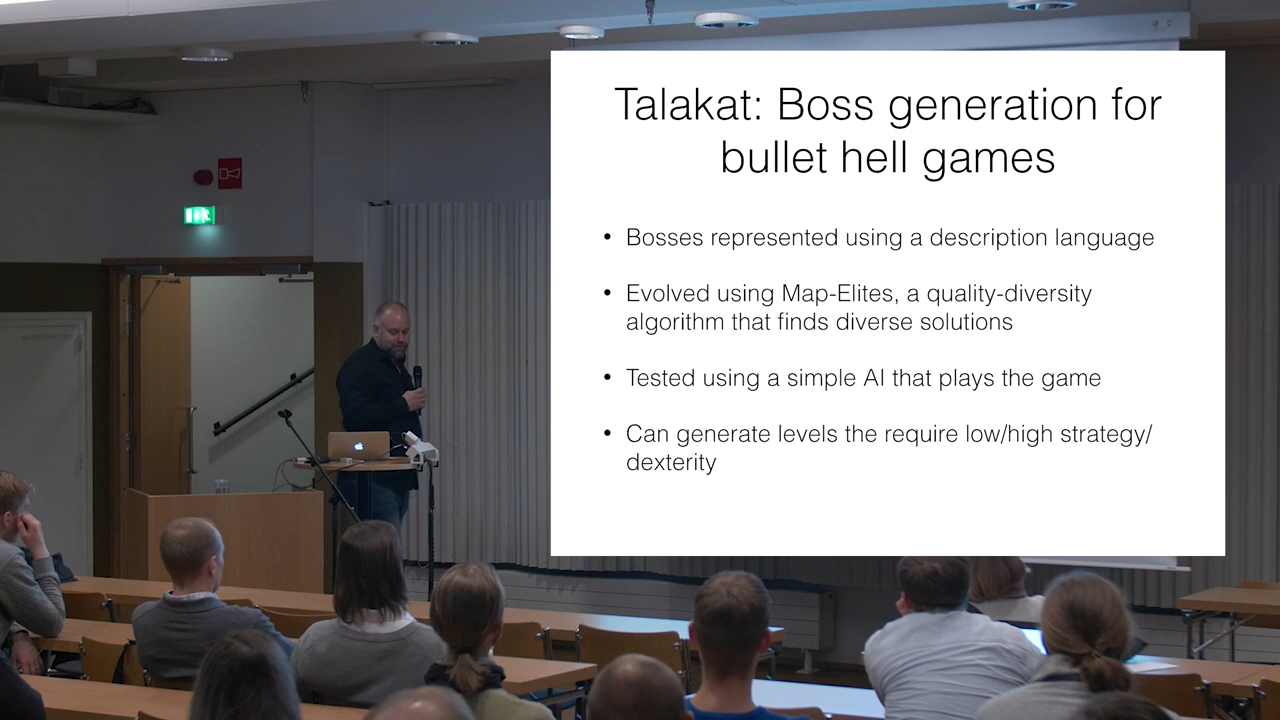 Talakat: Boss generation for
bullet hell games
• Bosses represented using a description language
• Evolved using Map-Elites, a quality-diversity
algorithm that finds diverse solutions
• Tested using a simple AI that plays the game
• Can generate levels the require low/high strategy/
dexterity